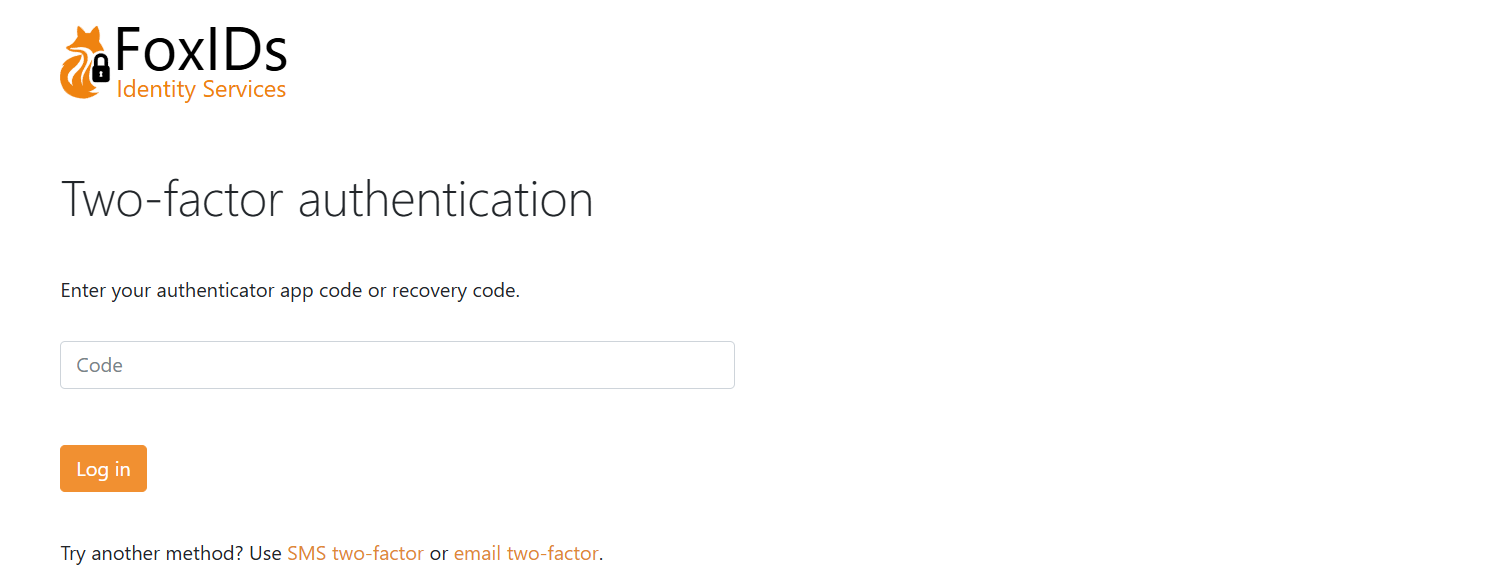 FoxIDs
Identity Services
Two-factor authentication
Enter your authenticator app code or recovery code.
Code
Log in
Try another method? Use SMS two-factor or email two-factor.